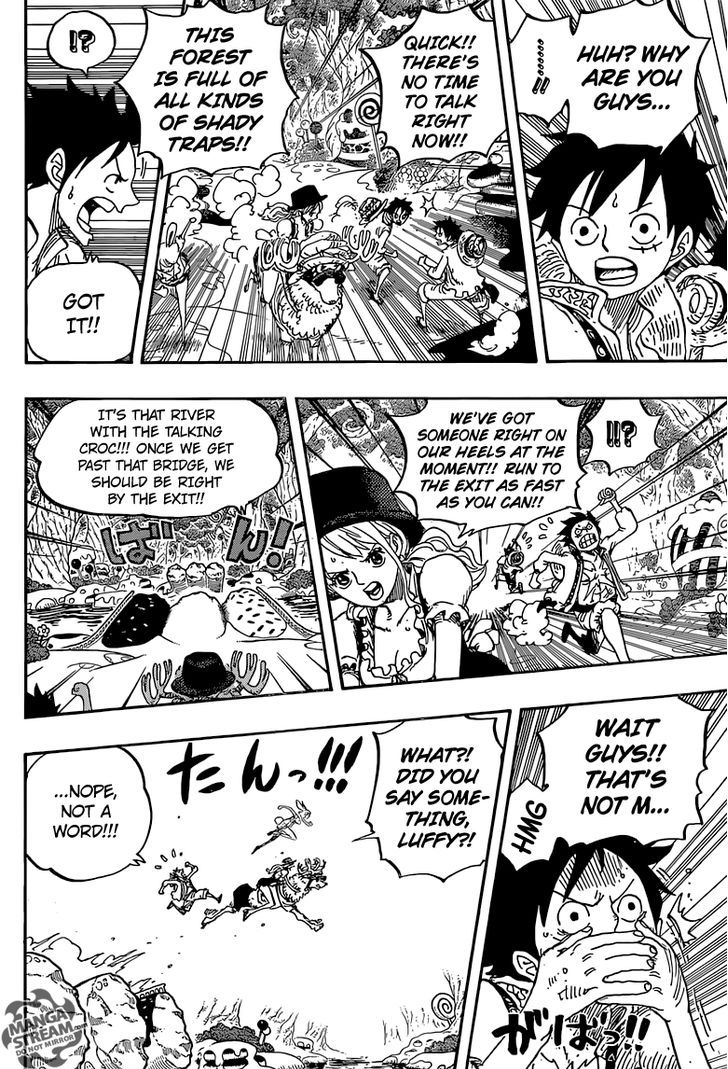 HUH? WHY
ARE YOU
GUYS...
........!!
QUICK!!
THERE'S
NO TIME
TO TALK
RIGHT
NOW!!
THIS
FOREST
IS FULL OF
ALL KINDS
OF SHADY
TRAPS!!
!?
GOT
IT!!
!!?
WE'VE GOT
SOMEONE RIGHT ON
OUR HEELS AT THE
MOMENT!! RUN TO
THE EXIT AS FAST
AS YOU CAN!!
IT'S THAT RIVER
WITH THE TALKING
CROC!!! ONCE WE GET
PAST THAT BRIDGE, WE
SHOULD BE RIGHT
BY THE EXIT!!
ばん!
WAIT
GUYS!!
THAT'S
NOT M...
HMG
がばっ!!
WHAT?!
DID YOU
SAY SOME-
THING,
LUFFY?!
たんっ!!!
...NOPE,
NOT A
WORD!!!
MANGA
STREAM.COM
DO NOT MIRROR